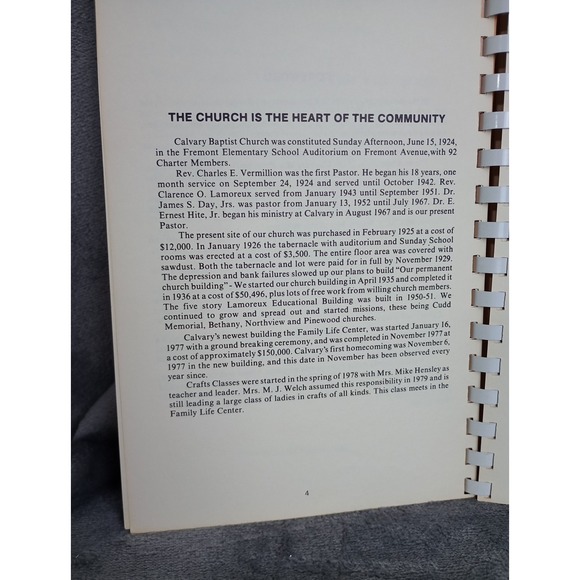 THE CHURCH IS THE HEART OF THE COMMUNITY
Calvary Baptist Church was constituted Sunday Afternoon, June 15, 1924,
in the Fremont Elementary School Auditorium on Fremont Avenue,with 92
Charter Members.
Rev. Charles E. Vermillion was the first Pastor. He began his 18 years, one
month service on September 24, 1924 and served until October 1942. Rev.
Clarence O. Lamoreux served from January 1943 until September 1951. Dr.
James S. Day, Jrs. was pastor from January 13, 1952 until July 1967. Dr. E.
Ernest Hite, Jr. began his ministry at Calvary in August 1967 and is our present
Pastor.
The present site of our church was purchased in February 1925 at a cost of
$12,000. In January 1926 the tabernacle with auditorium and Sunday School
rooms was erected at a cost of $3,500. The entire floor area was covered with
sawdust. Both the tabernacle and lot were paid for in full by November 1929.
The depression and bank failures slowed up our plans to build "Our permanent
church building" - We started our church building in April 1935 and completed it
in 1936 at a cost of $50,496, plus lots of free work from willing church members.
The five story Lamoreux Educational Building was built in 1950-51. We
continued to grow and spread out and started missions, these being Cudd
Memorial, Bethany, Northview and Pinewood churches.
Calvary's newest building the Family Life Center, was started January 16,
1977 with a ground breaking ceremony, and was completed in November 1977 at
a cost of approximately $150,000. Calvary's first homecoming was November 6,
1977 in the new building, and this date in November has been observed every
year since.
Crafts Classes were started in the spring of 1978 with Mrs. Mike Hensley as
teacher and leader. Mrs. M. J. Welch assumed this responsibility in 1979 and is
still leading a large class of ladies in crafts of all kinds. This class meets in the
Family Life Center.
4